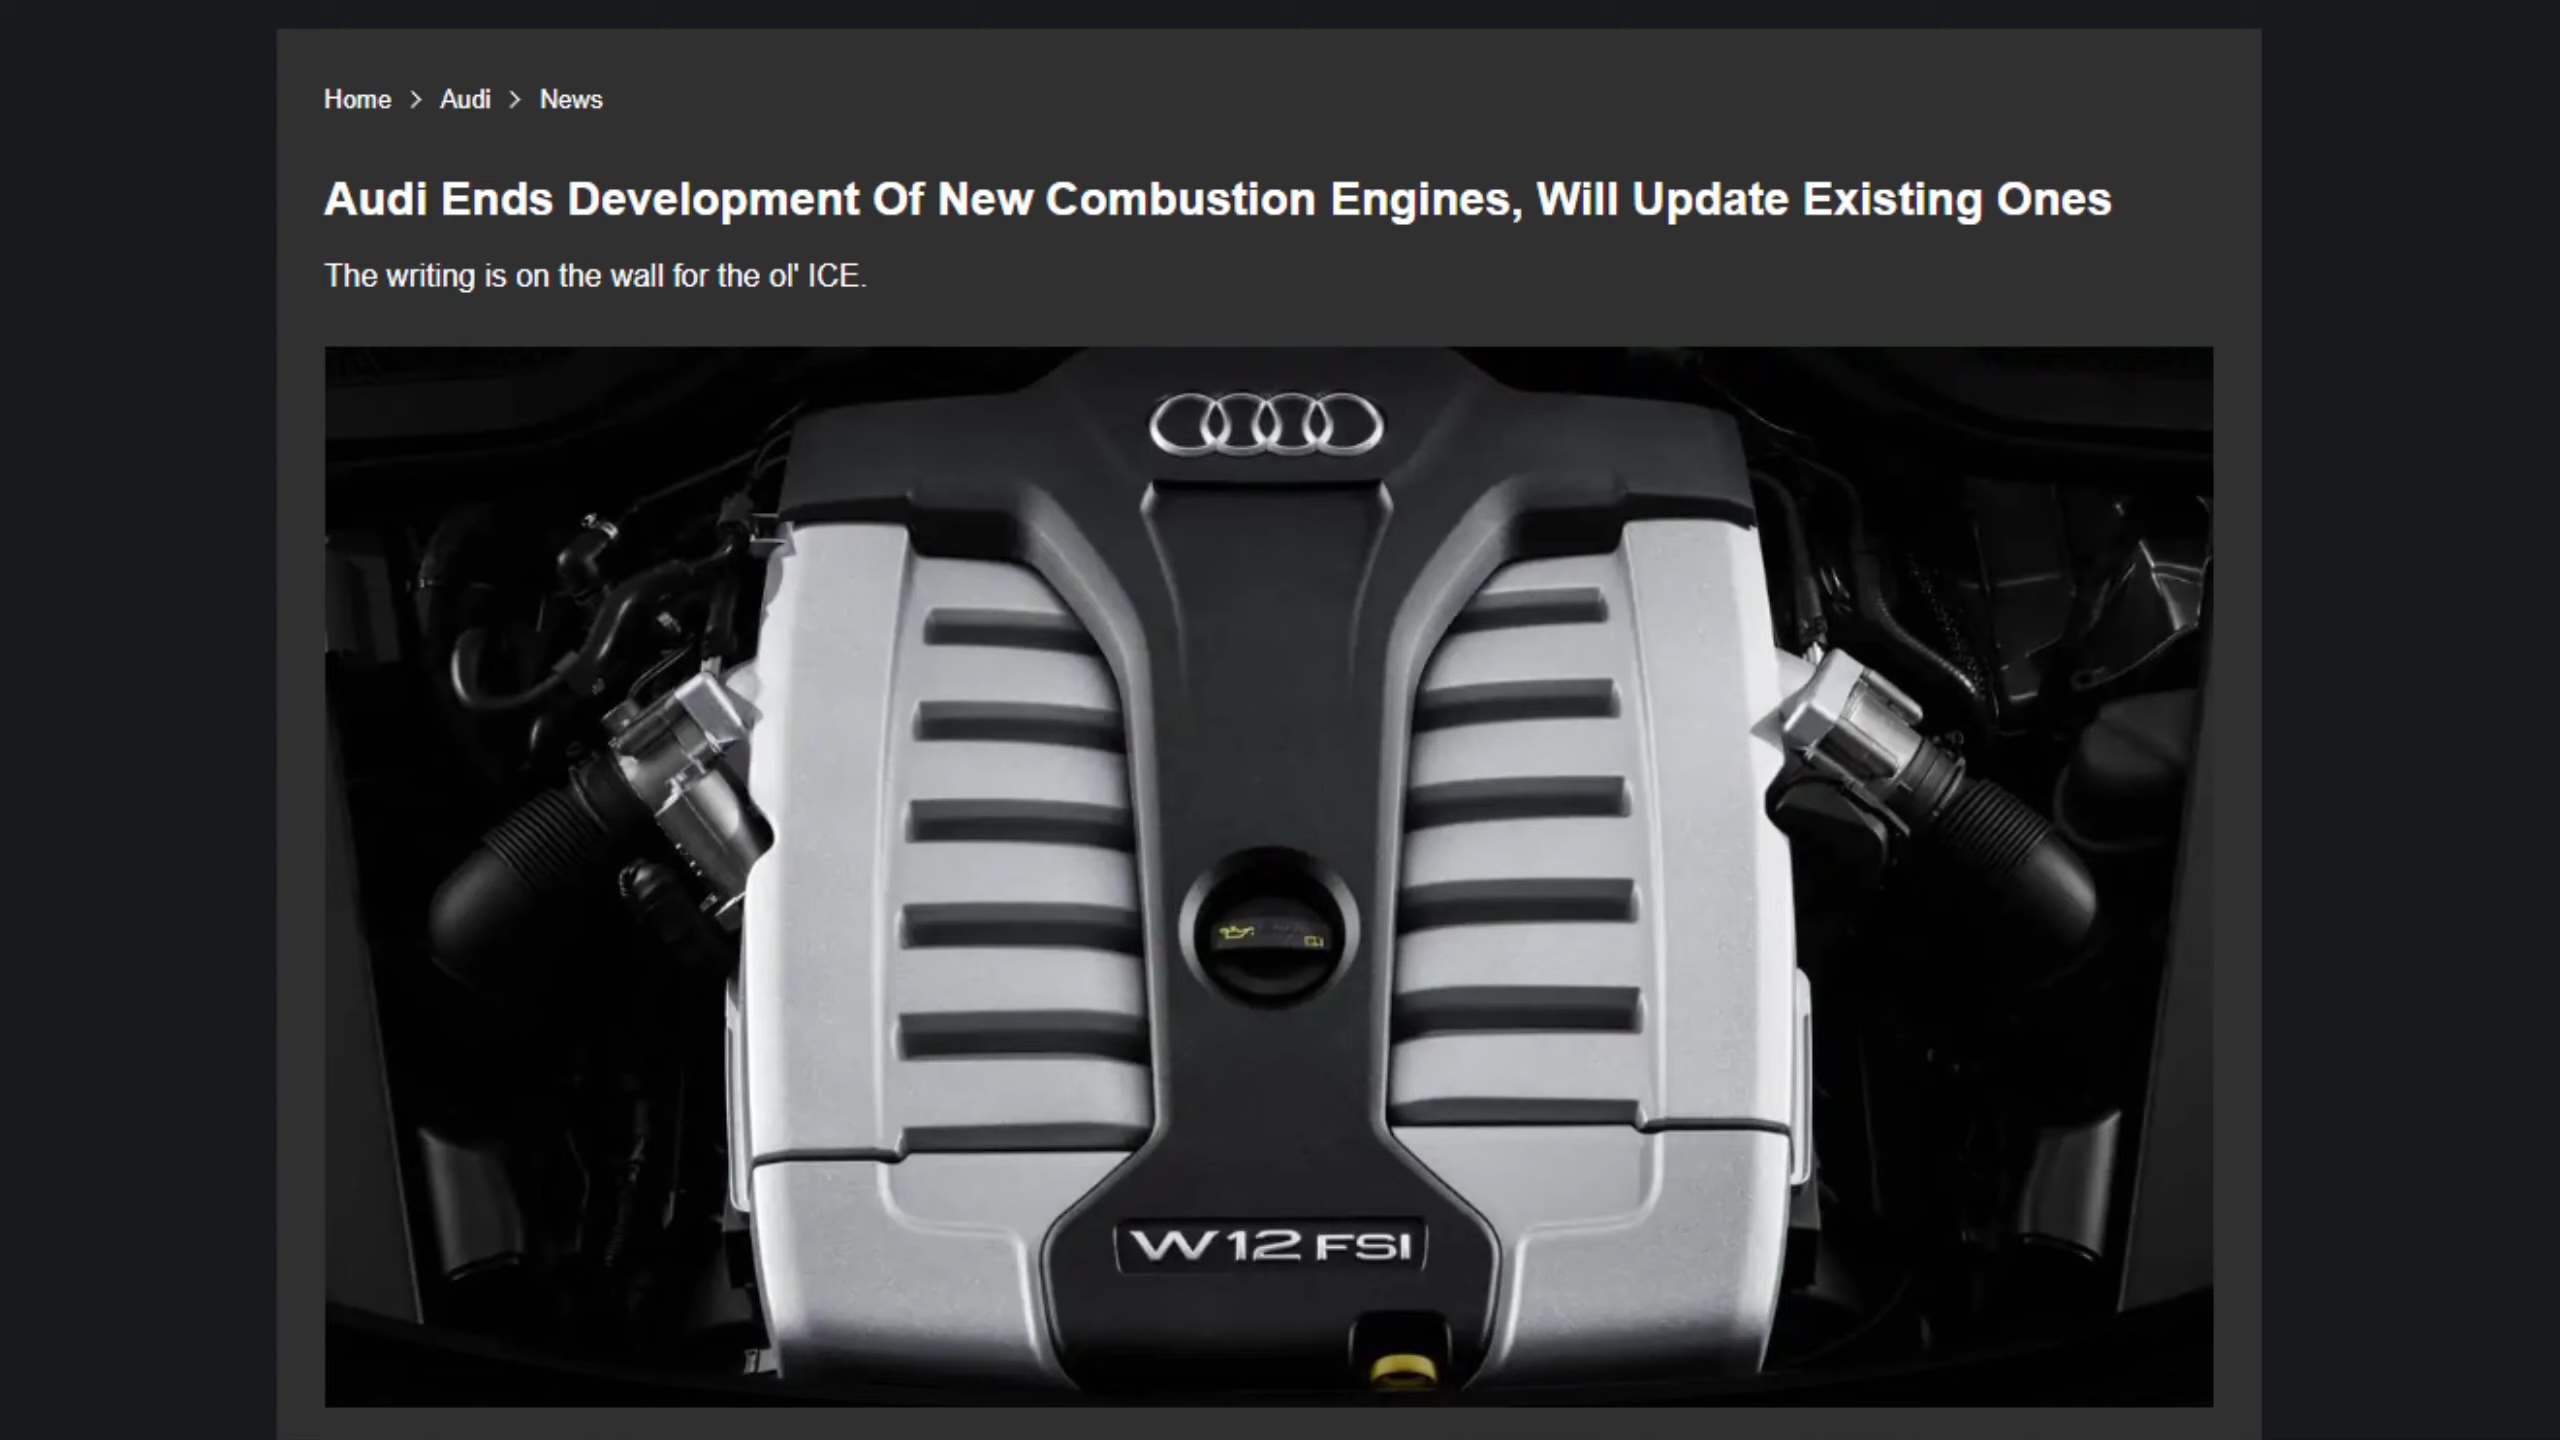 Home > Audi > News
Audi Ends Development Of New Combustion Engines, Will Update Existing Ones
The writing is on the wall for the ol' ICE.
W12 FSI